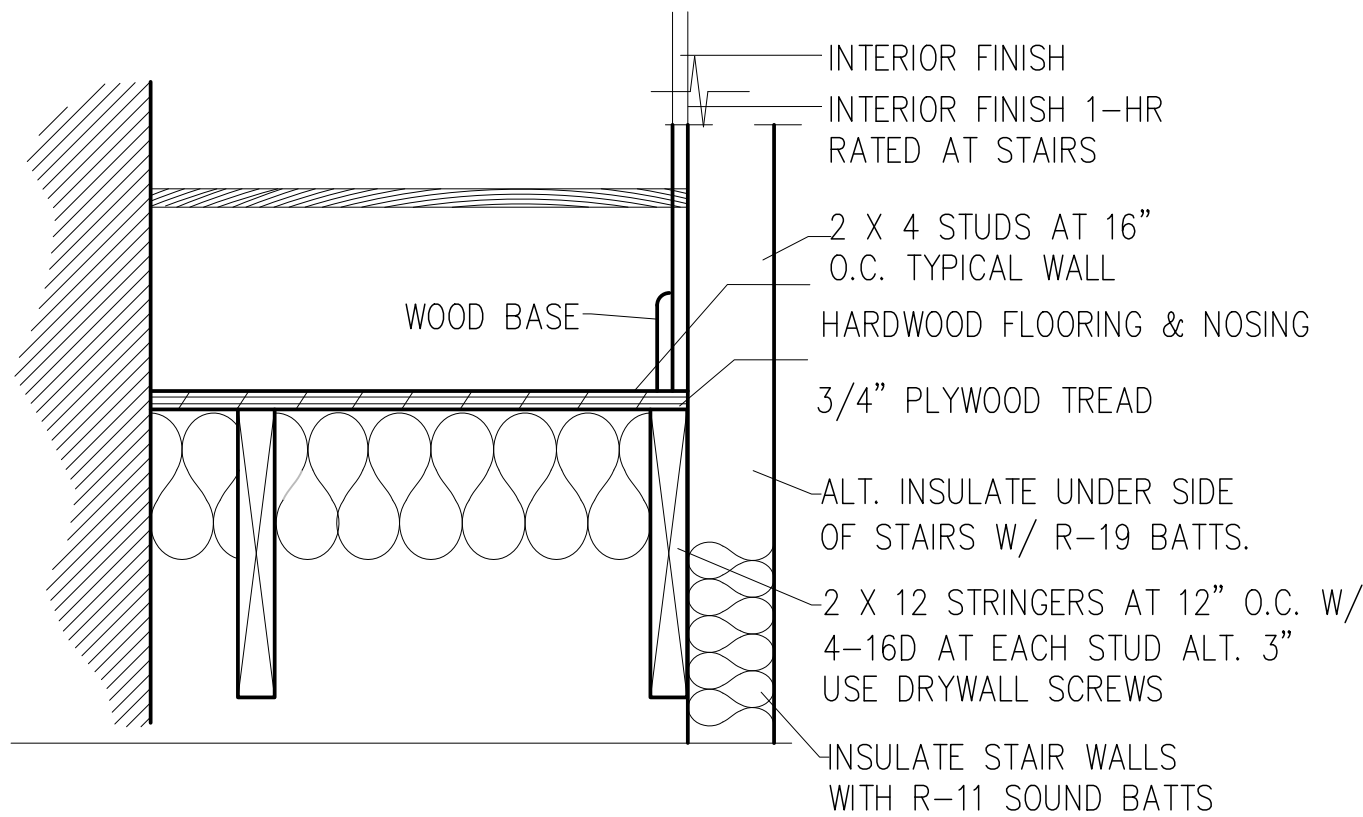 INTERIOR FINISH
INTERIOR FINISH 1-HR
RATED AT STAIRS
2 X 4 STUDS AT 16”
O.C. TYPICAL WALL
WOOD BASE
HARDWOOD FLOORING & NOSING
3/4” PLYWOOD TREAD
ALT. INSULATE UNDER SIDE
OF STAIRS W/ R-19 BATTS.
2 X 12 STRINGERS AT 12” O.C. W/
4-16D AT EACH STUD ALT. 3”
USE DRYWALL SCREWS
INSULATE STAIR WALLS
WITH R-11 SOUND BATTS